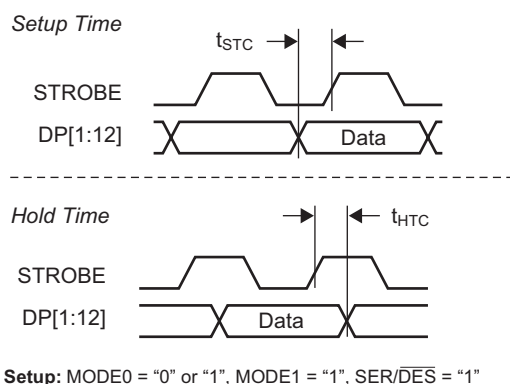 Setup Time
tSTC
STROBE
DP[1:12]
Data
Hold Time
tHTC
STROBE
DP[1:12]
Data
Setup: MODE0 = “0” or “1”, MODE1 = “1”, SER/D̅E̅S̅ = “1”